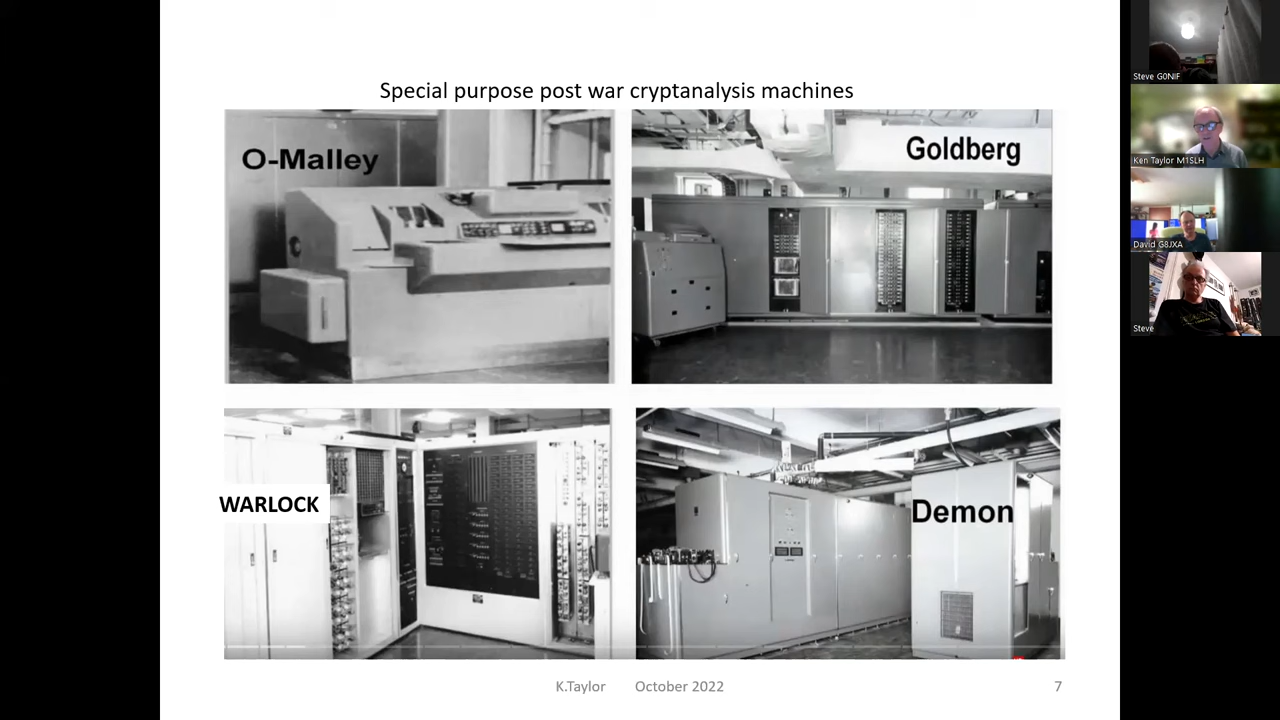 Special purpose post war cryptanalysis machines
O-Malley
Goldberg
WARLOCK
Demon
K.Taylor October 2022 7
Steve G0NIF
Ken Taylor M1SLH
David G8JXA
Steve